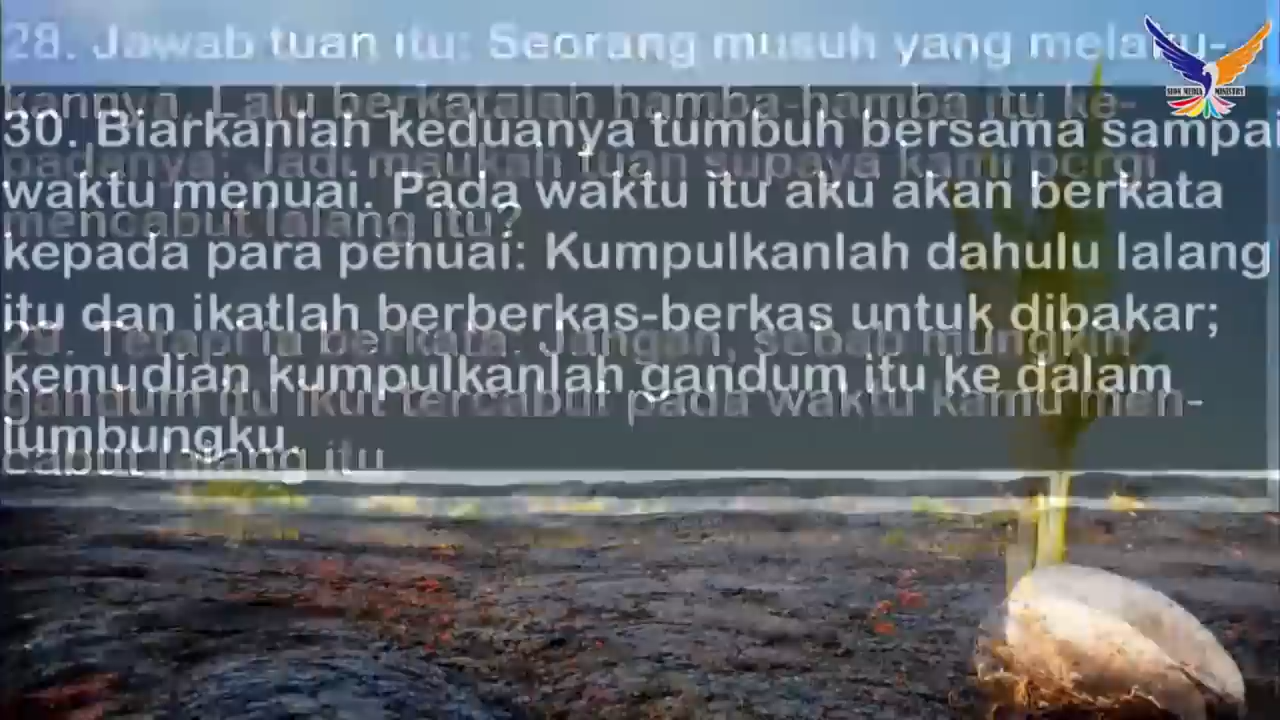 28. Jawab tuan itu: Seorang musuh yang melaku-
kannya. Lalu berkatalah hamba-hamba itu ke-
padanya: Jadi maukah tuan supaya kami pergi
mencabut lalang itu?
29. Tetapi ia berkata: Jangan, sebab mungkin
gandum itu ikut tercabut pada waktu kamu men-
cabut lalang itu.
30. Biarkanlah keduanya tumbuh bersama sampai
waktu menuai. Pada waktu itu aku akan berkata
kepada para penuai: Kumpulkanlah dahulu lalang
itu dan ikatlah berberkas-berkas untuk dibakar;
kemudian kumpulkanlah gandum itu ke dalam
lumbungku.
SION MEDIA MINISTRY